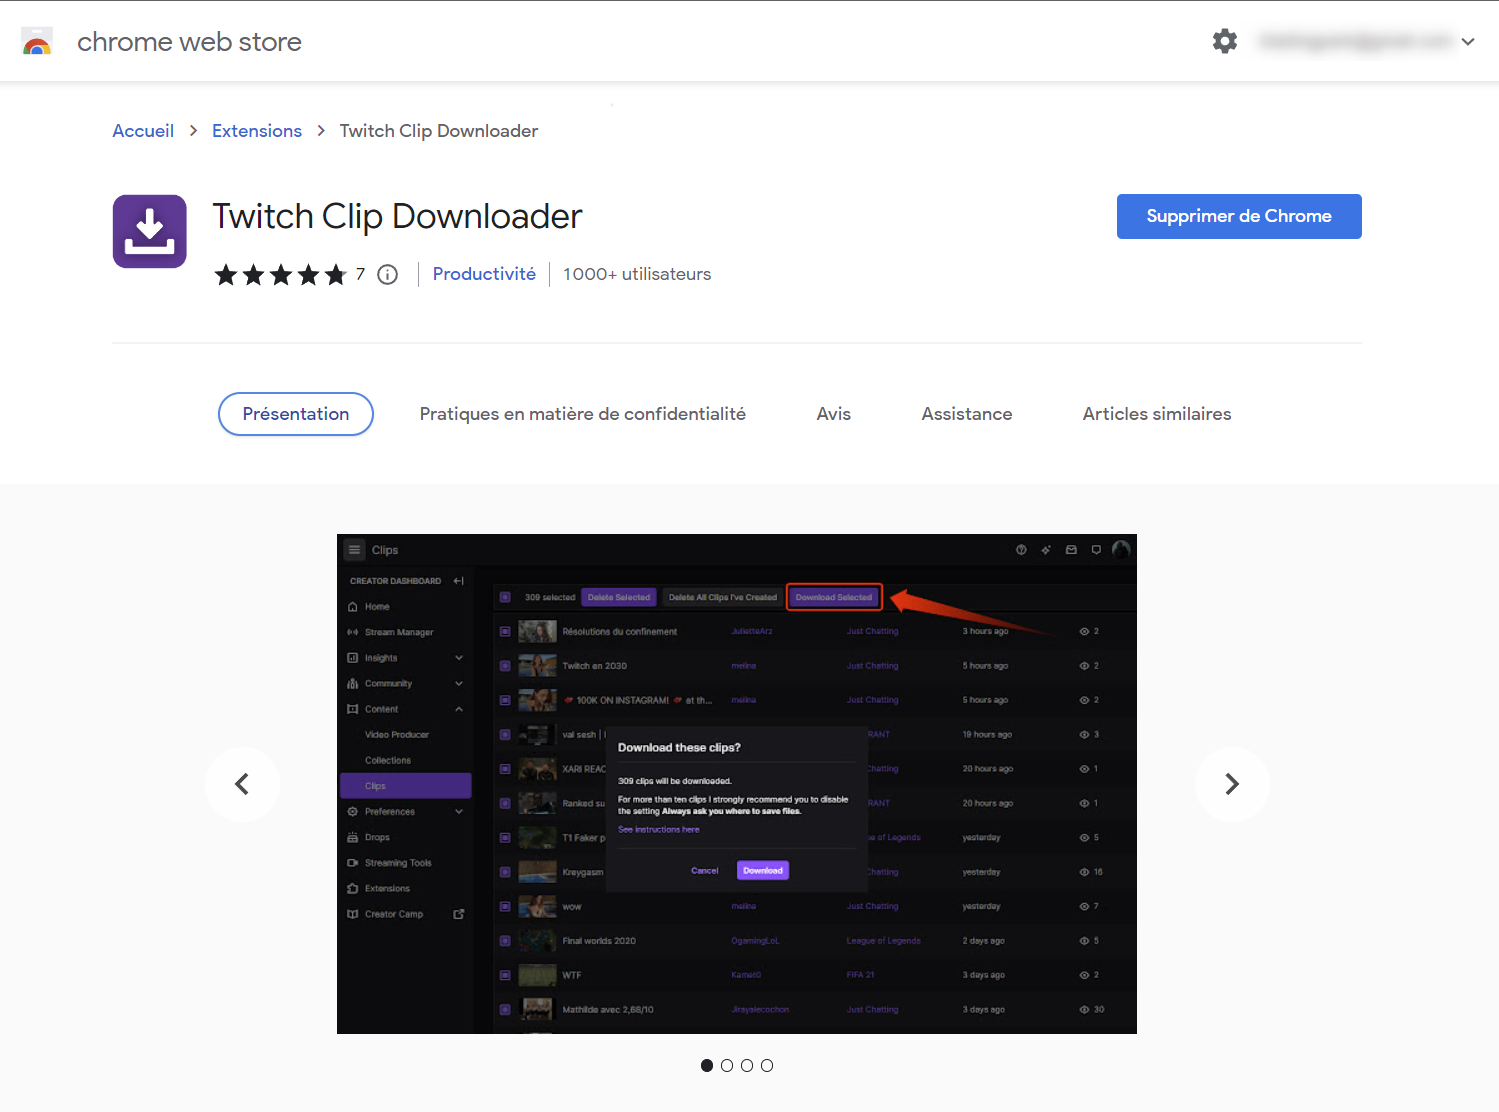 chrome web store
Accueil > Extensions > Twitch Clip Downloader
Twitch Clip Downloader
Supprimer de Chrome
7 Productivité 1 000+ utilisateurs
Présentation Pratiques en matière de confidentialité Avis Assistance Articles similaires
Clips
CREATOR DASHBOARD
Home
Stream Manager
Insights
Community
Content
Video Producer
Collections
Clips
Preferences
Drops
Streaming Tools
Extensions
Creator Camp
309 selected Delete Selected Delete All Clips I've Created Download Selected
Résolutions du confinement JulietteArz Just Chatting 3 hours ago 2
Twitch en 2030 melina Just Chatting 5 hours ago 2
100K ON INSTAGRAM! at th... melina Just Chatting 5 hours ago 2
val sesh | RANT 19 hours ago 3
XARI REAC Chatting 20 hours ago 1
Ranked su RANT 20 hours ago 1
T1 Faker p e of Legends yesterday 5
Kreygasm Chatting yesterday 16
wow melina Just Chatting yesterday 7
Final worlds 2020 OgamingLoL League of Legends 2 days ago 5
WTF Kamet0 FIFA 21 3 days ago 2
Mathilde avec 2,68/10 Jirayalecochon Just Chatting 3 days ago 30
Download these clips?
309 clips will be downloaded.
For more than ten clips I strongly recommend you to disable
the setting Always ask you where to save files.
See instructions here
Cancel Download